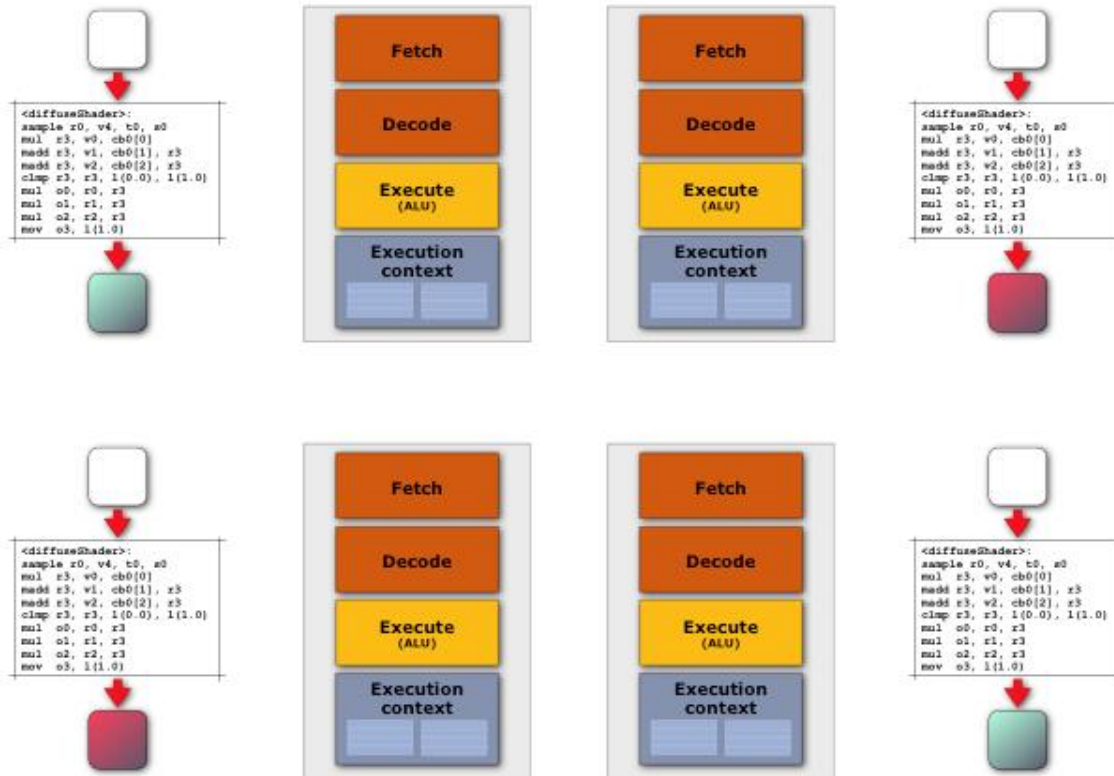 <diffuseShader>:
sample r0, v4, t0, s0
mul r3, v0, cb0[0]
madd r3, v1, cb0[1], r3
madd r3, v2, cb0[2], r3
clmp r3, r3, l(0.0), l(1.0)
mul o0, r0, r3
mul o1, r1, r3
mul o2, r2, r3
mov o3, l(1.0)
Fetch
Decode
Execute
(ALU)
Execution
context
Fetch
Decode
Execute
(ALU)
Execution
context
<diffuseShader>:
sample r0, v4, t0, s0
mul r3, v0, cb0[0]
madd r3, v1, cb0[1], r3
madd r3, v2, cb0[2], r3
clmp r3, r3, l(0.0), l(1.0)
mul o0, r0, r3
mul o1, r1, r3
mul o2, r2, r3
mov o3, l(1.0)
<diffuseShader>:
sample r0, v4, t0, s0
mul r3, v0, cb0[0]
madd r3, v1, cb0[1], r3
madd r3, v2, cb0[2], r3
clmp r3, r3, l(0.0), l(1.0)
mul o0, r0, r3
mul o1, r1, r3
mul o2, r2, r3
mov o3, l(1.0)
Fetch
Decode
Execute
(ALU)
Execution
context
Fetch
Decode
Execute
(ALU)
Execution
context
<diffuseShader>:
sample r0, v4, t0, s0
mul r3, v0, cb0[0]
madd r3, v1, cb0[1], r3
madd r3, v2, cb0[2], r3
clmp r3, r3, l(0.0), l(1.0)
mul o0, r0, r3
mul o1, r1, r3
mul o2, r2, r3
mov o3, l(1.0)